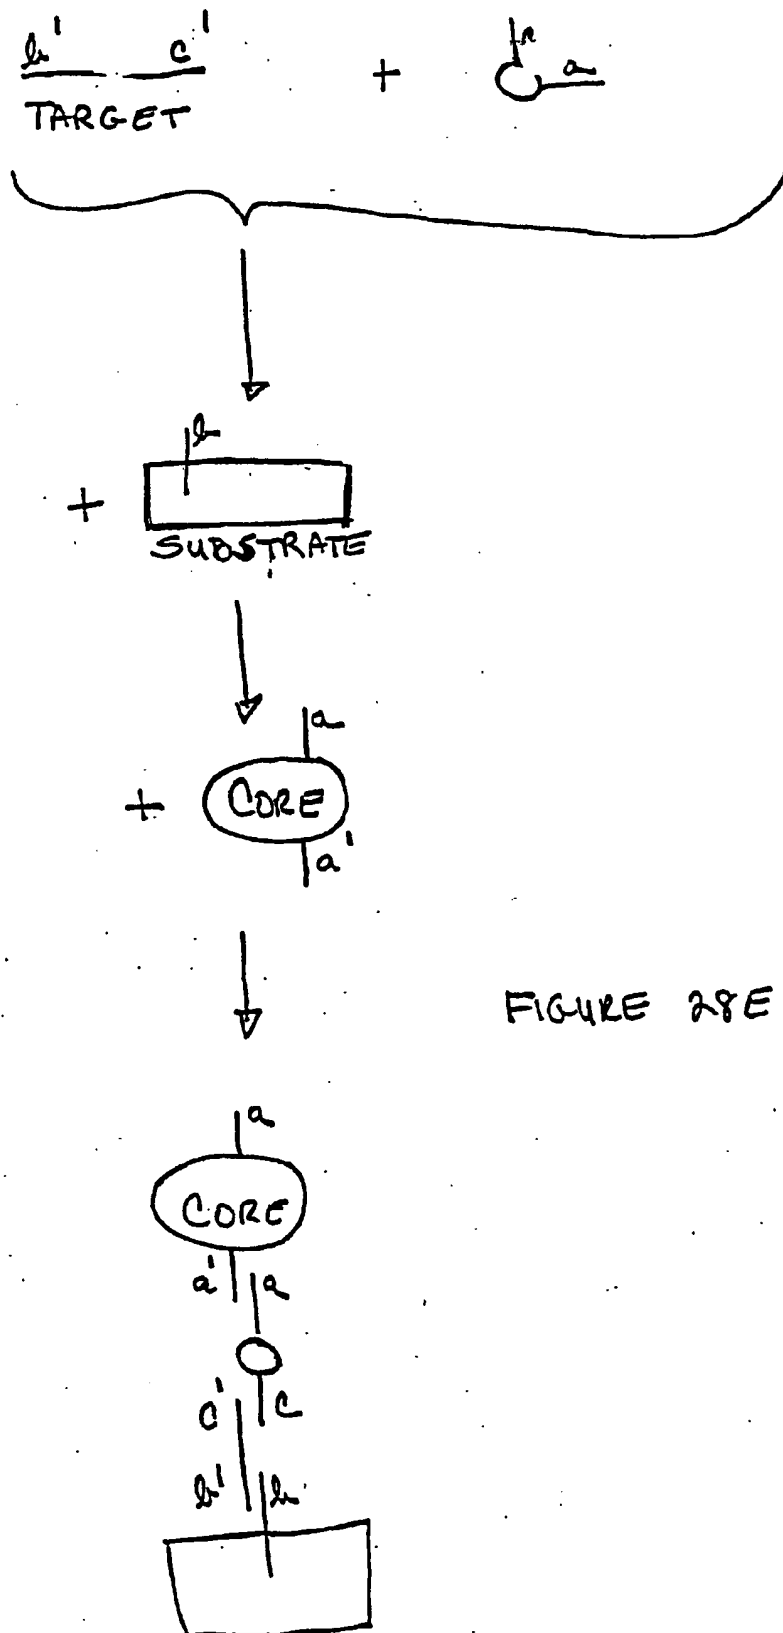 b' c'
+ a
TARGET
b
+
SUBSTRATE
a
+ CORE
a'
FIGURE 28E
a
CORE
a' a
c' c
b' b